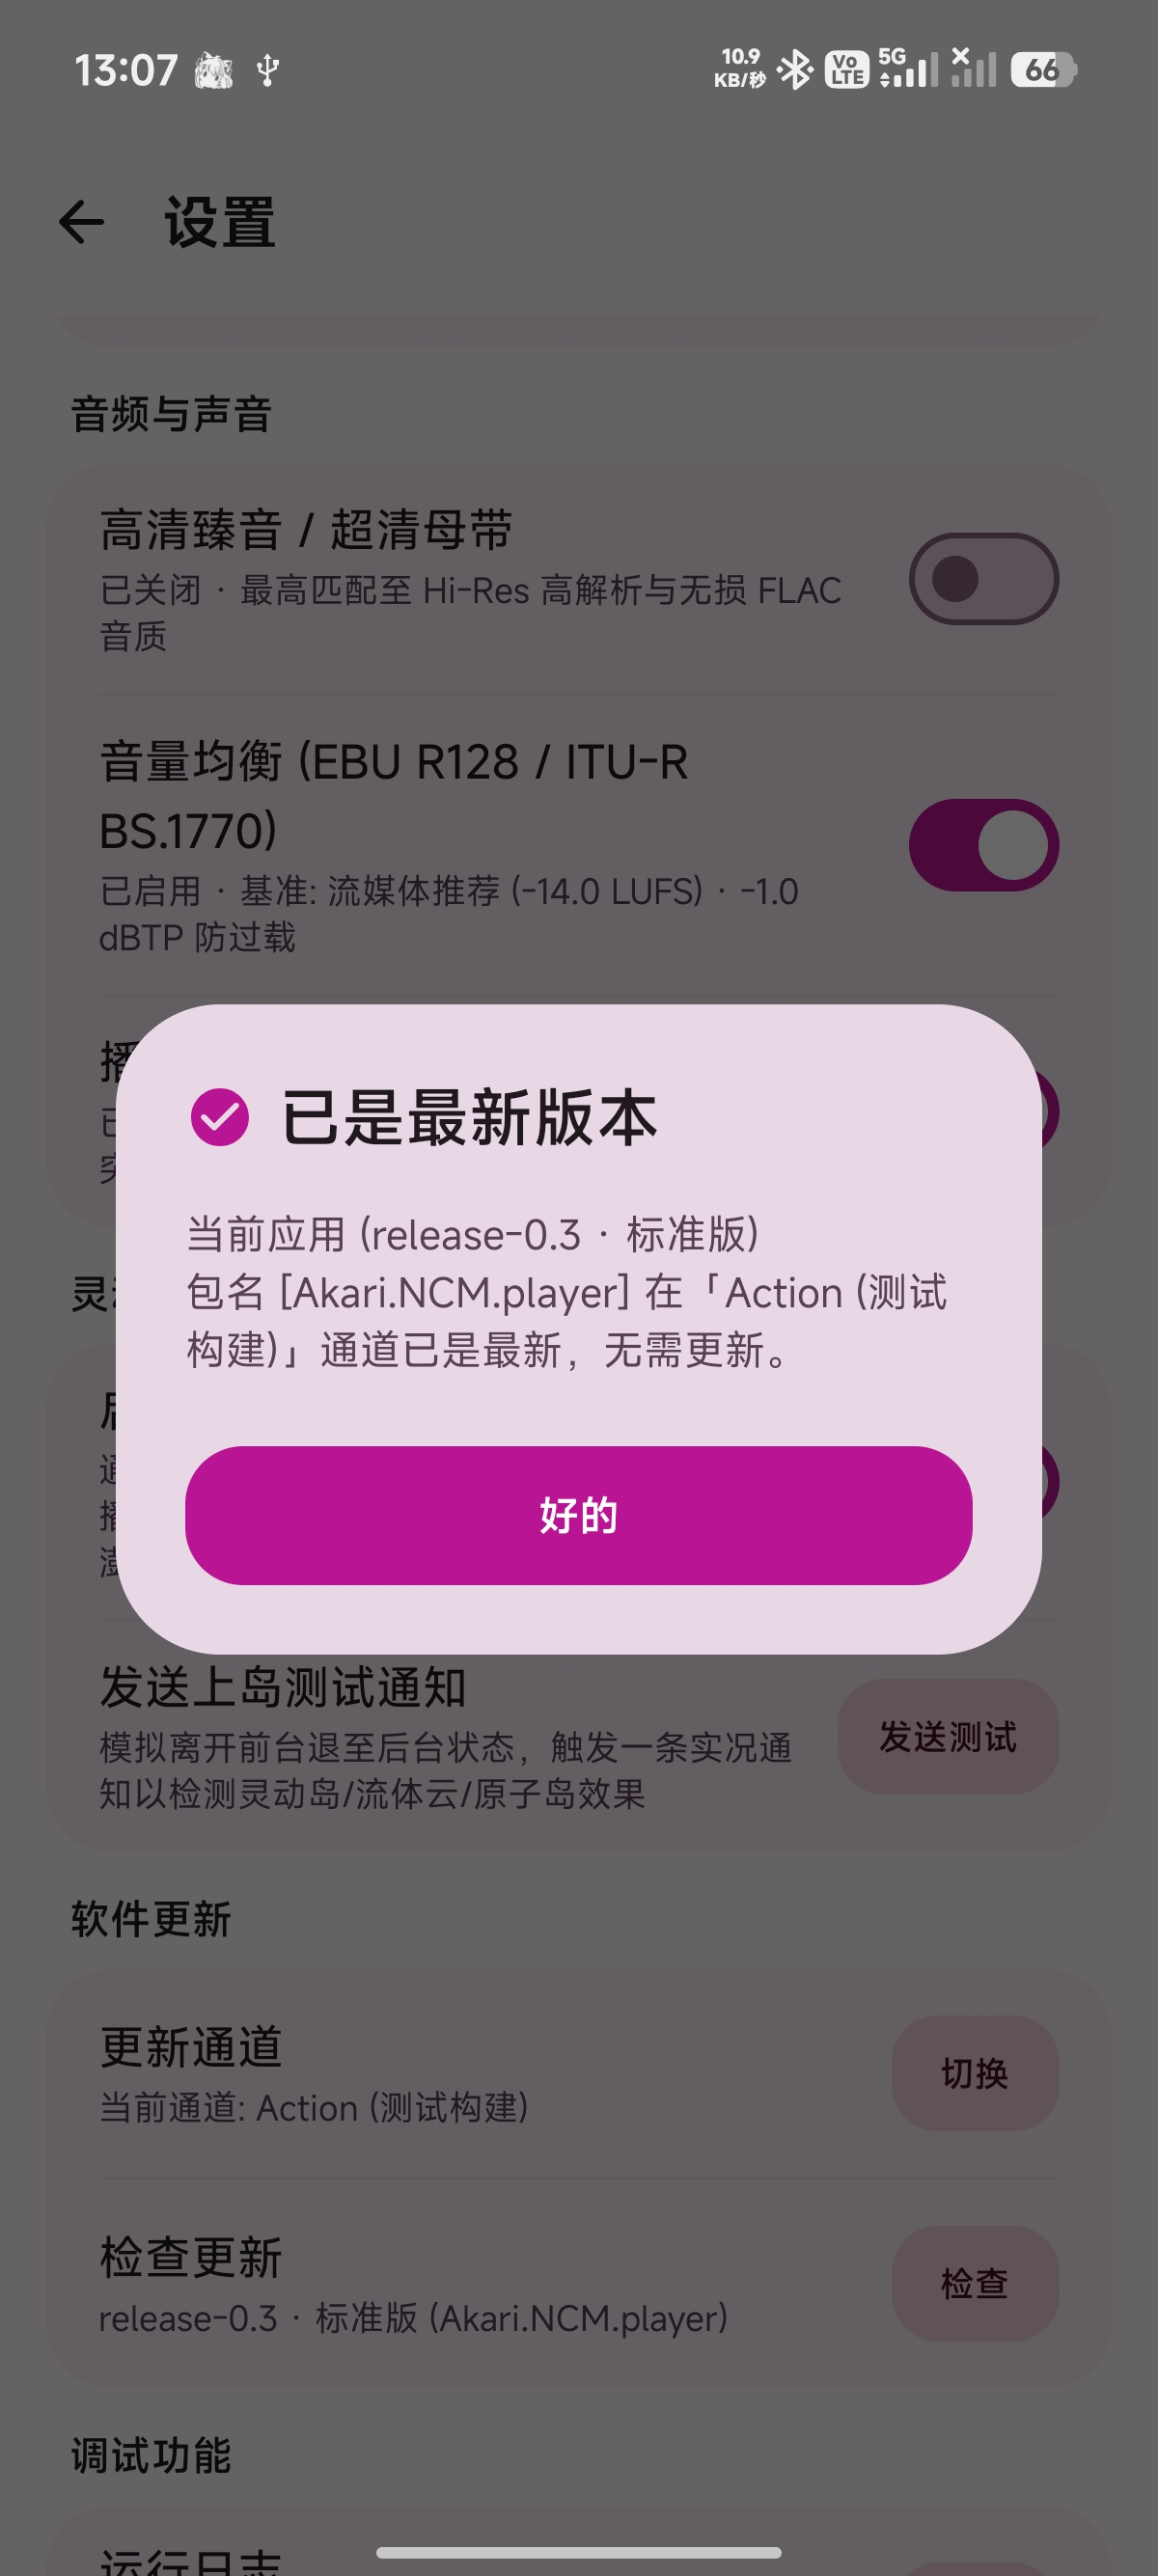 13:07
10.9
KB/秒
Vo
LTE
5G
66
设置
音频与声音
高清臻音 / 超清母带
已关闭 · 最高匹配至 Hi-Res 高解析与无损 FLAC
音质
音量均衡 (EBU R128 / ITU-R
BS.1770)
已启用 · 基准: 流媒体推荐 (-14.0 LUFS) · -1.0
dBTP 防过载
已是最新版本
当前应用 (release-0.3 · 标准版)
包名 [Akari.NCM.player] 在「Action (测试
构建)」通道已是最新，无需更新。
好的
发送上岛测试通知
模拟离开前台退至后台状态，触发一条实况通
知以检测灵动岛/流体云/原子岛效果
发送测试
软件更新
更新通道
当前通道: Action (测试构建)
切换
检查更新
release-0.3 · 标准版 (Akari.NCM.player)
检查
调试功能
运行日志